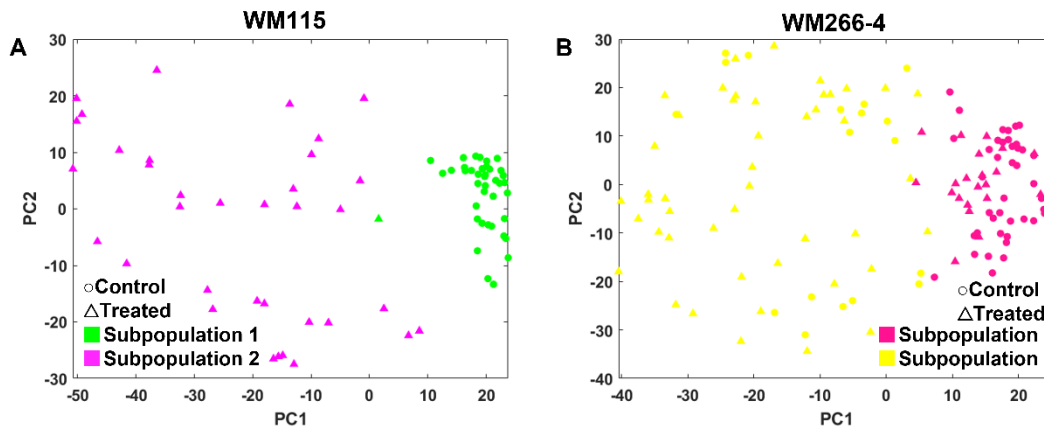 WM115
A
30
20
10
0
-10
-20
-30
PC2
-50
-40
-30
-20
-10
0
10
20
PC1
Control
Treated
Subpopulation 1
Subpopulation 2
WM266-4
B
30
20
10
0
-10
-20
-30
-40
PC2
-40
-30
-20
-10
0
10
20
PC1
Control
Treated
Subpopulation
Subpopulation